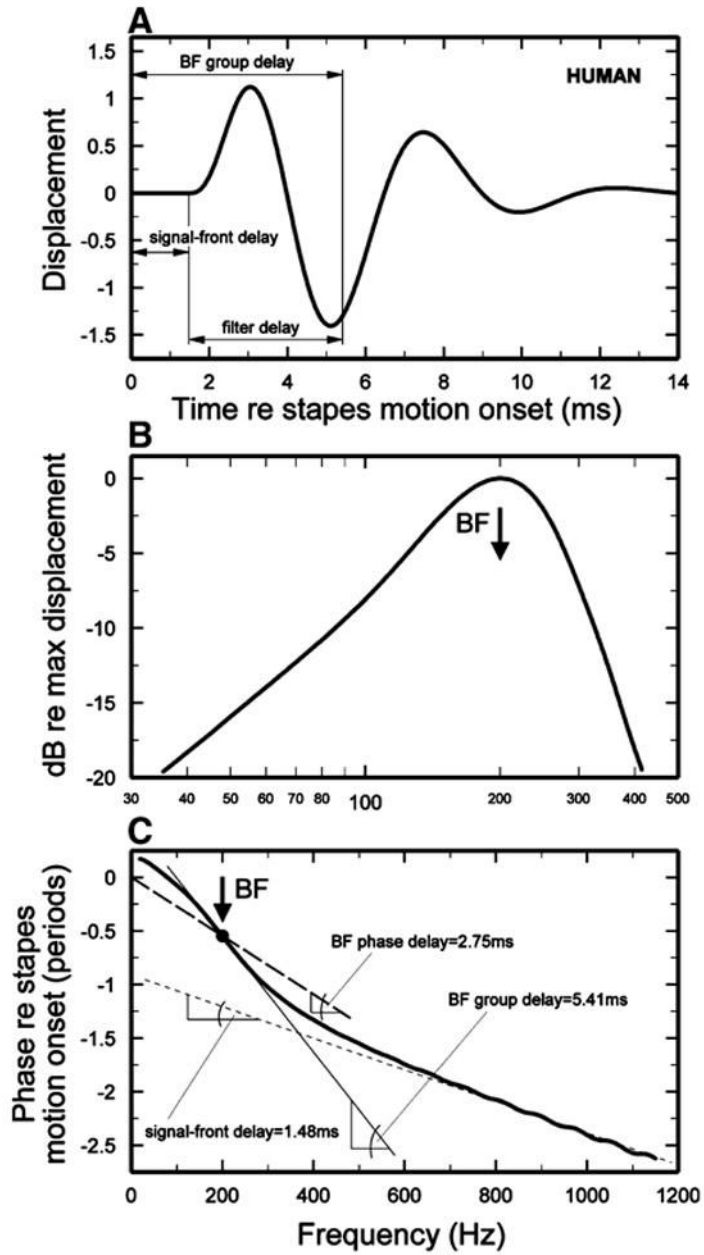 A
1.5
1
0.5
0
-0.5
-1
-1.5
Displacement
BF group delay
HUMAN
signal-front delay
filter delay
0 2 4 6 8 10 12 14
Time re stapes motion onset (ms)
B
0
-5
-10
-15
-20
dB re max displacement
BF
30 40 50 60 70 80 100 200 300 400 500
C
0
-0.5
-1
-1.5
-2
-2.5
Phase re stapes
motion onset (periods)
BF
BF phase delay=2.75ms
BF group delay=5.41ms
signal-front delay=1.48ms
0 200 400 600 800 1000 1200
Frequency (Hz)